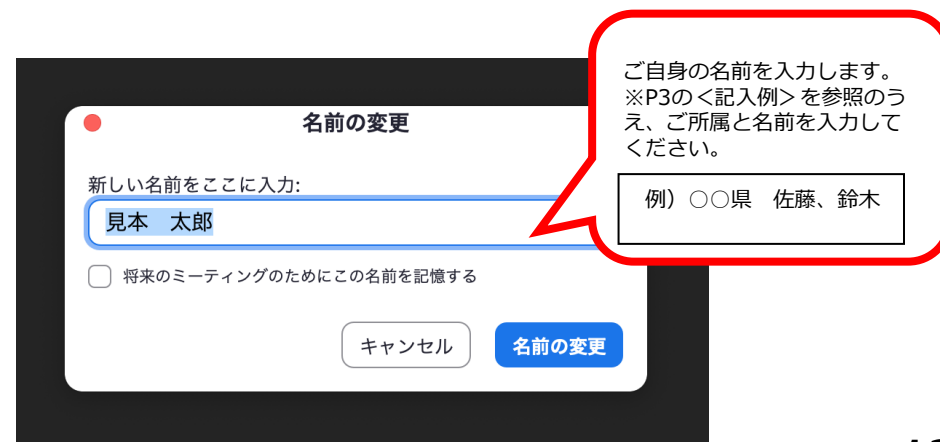 ご自身の名前を入力します。
※P3の＜記入例＞を参照のう
え、ご所属と名前を入力して
ください。
例）○○県　佐藤、鈴木
名前の変更
新しい名前をここに入力:
見本　太郎
将来のミーティングのためにこの名前を記憶する
キャンセル
名前の変更